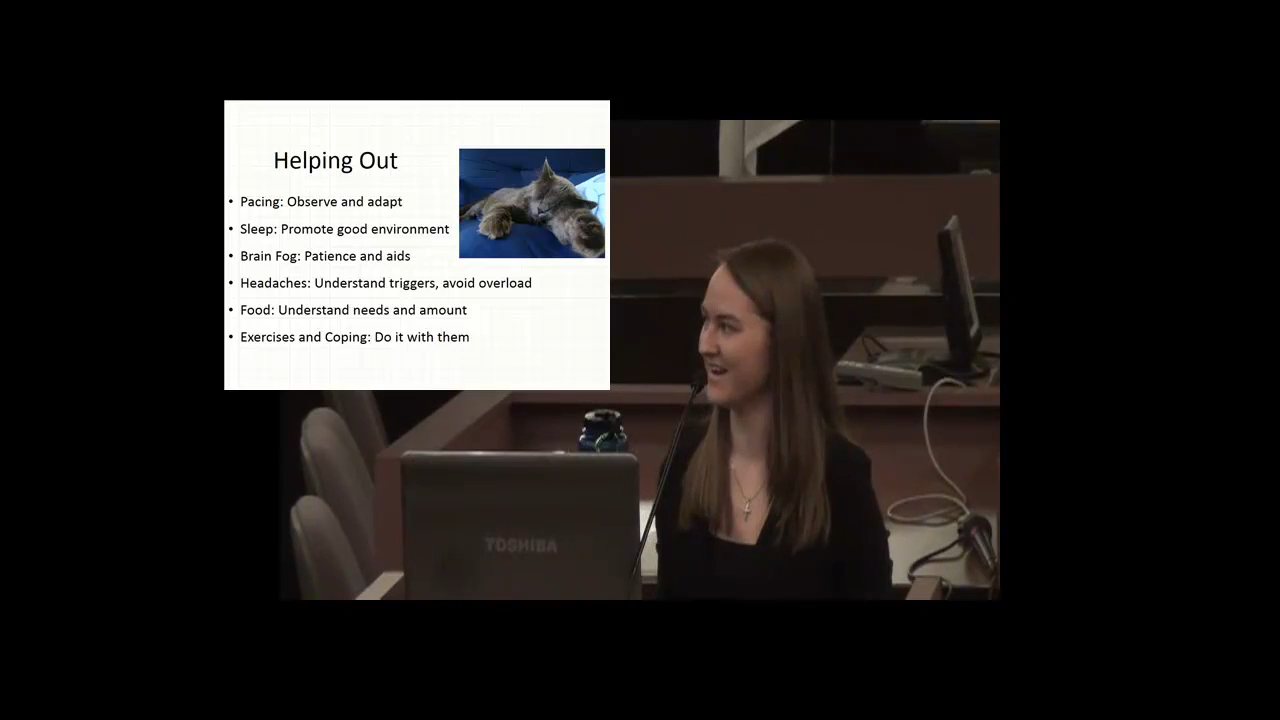 Helping Out
• Pacing: Observe and adapt
• Sleep: Promote good environment
• Brain Fog: Patience and aids
• Headaches: Understand triggers, avoid overload
• Food: Understand needs and amount
• Exercises and Coping: Do it with them
TOSHIBA